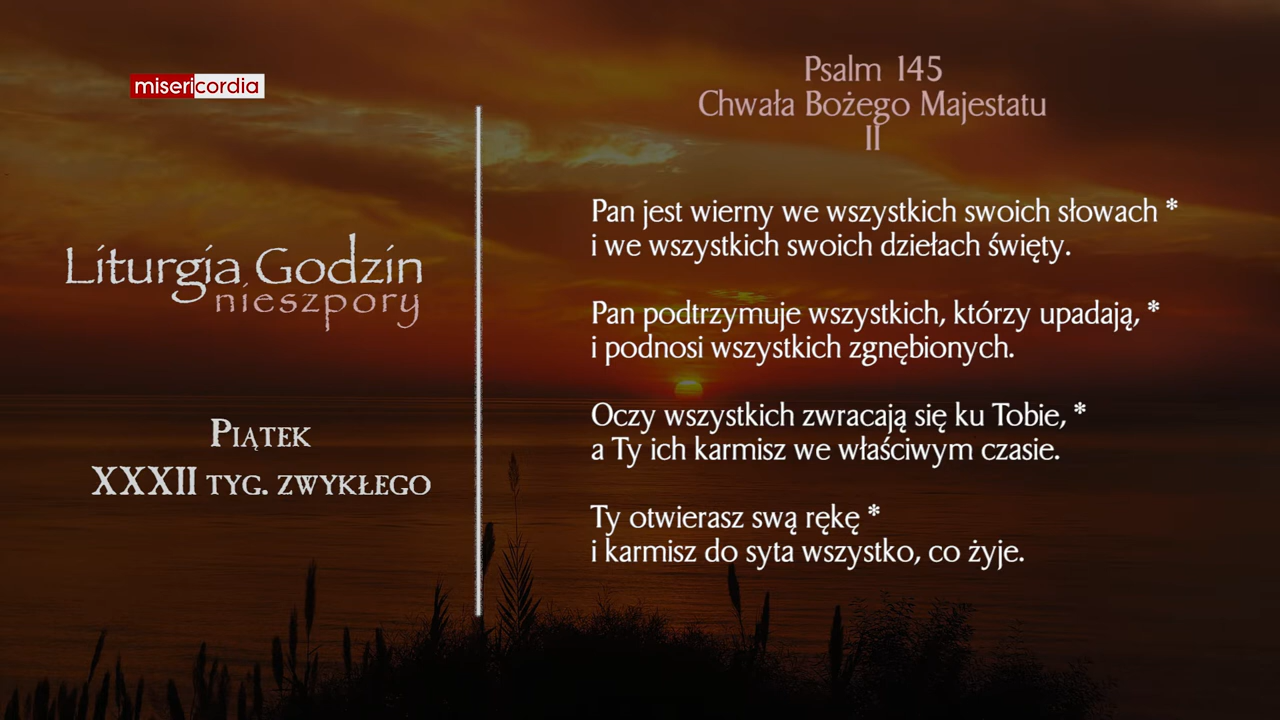 misericordia
Liturgia Godzin
nieszpory
Piątek
XXXII tyg. zwykłego
Psalm 145
Chwała Bożego Majestatu
II
Pan jest wierny we wszystkich swoich słowach *
i we wszystkich swoich dziełach święty.
Pan podtrzymuje wszystkich, którzy upadają, *
i podnosi wszystkich zgnębionych.
Oczy wszystkich zwracają się ku Tobie, *
a Ty ich karmisz we właściwym czasie.
Ty otwierasz swą rękę *
i karmisz do syta wszystko, co żyje.